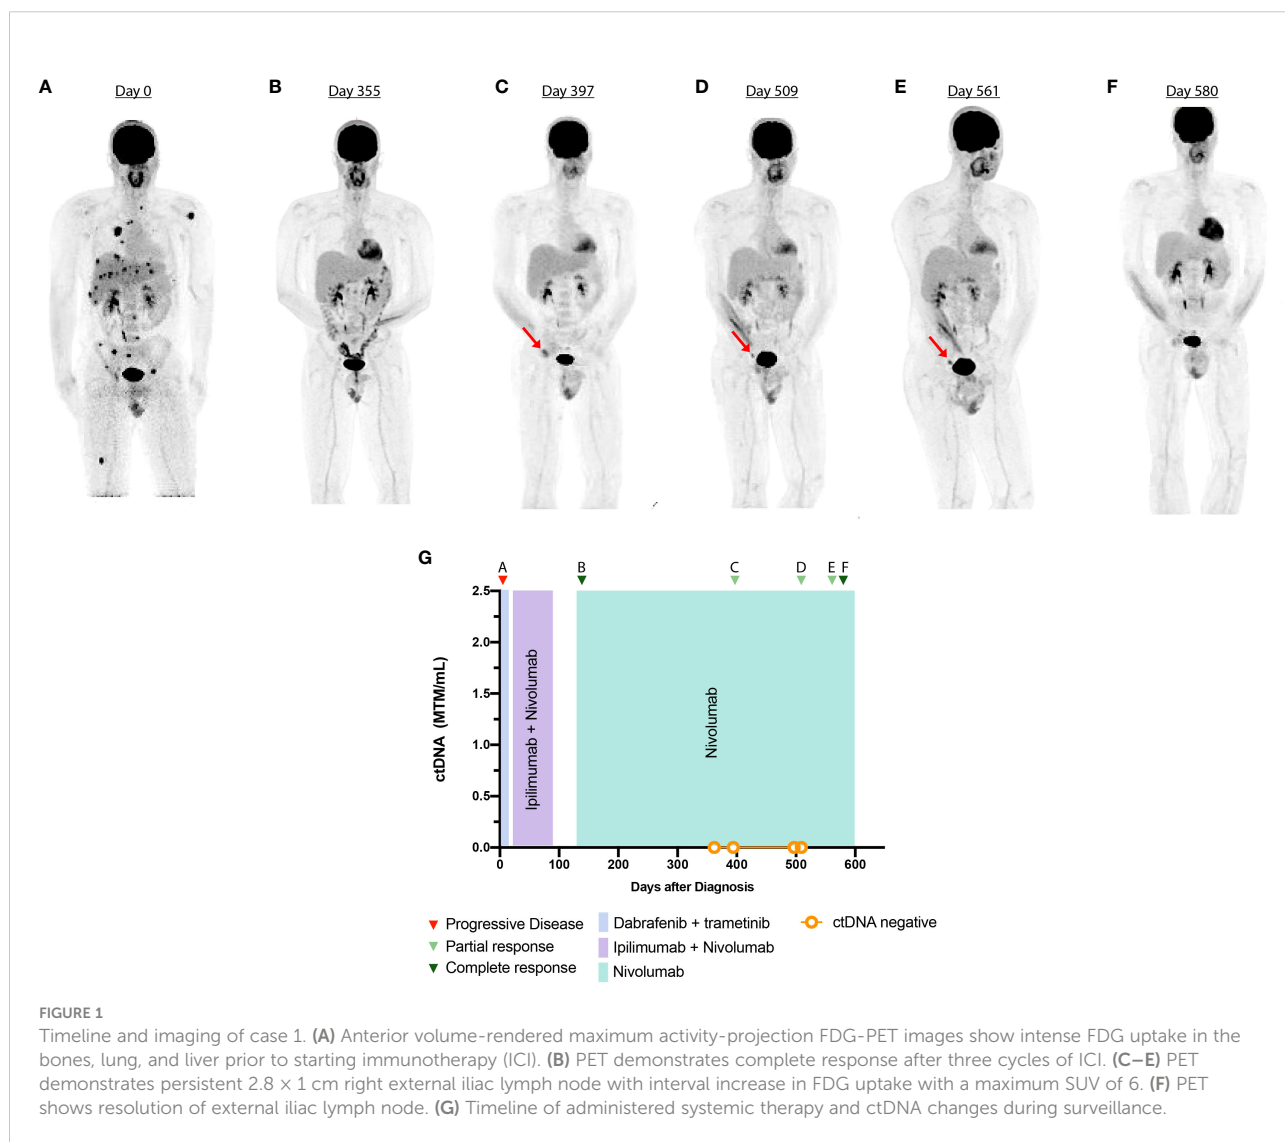 A Day 0 B Day 355 C Day 397 D Day 509 E Day 561 F Day 580
G
A B C D E F
2.5
2.0
1.5
1.0
0.5
0.0
ctDNA (MTM/mL)
Ipilimumab + Nivolumab
Nivolumab
0 100 200 300 400 500 600
Days after Diagnosis
Progressive Disease Dabrafenib + trametinib ctDNA negative
Partial response Ipilimumab + Nivolumab
Complete response Nivolumab
FIGURE 1
Timeline and imaging of case 1. (A) Anterior volume-rendered maximum activity-projection FDG-PET images show intense FDG uptake in the
bones, lung, and liver prior to starting immunotherapy (ICI). (B) PET demonstrates complete response after three cycles of ICI. (C–E) PET
demonstrates persistent 2.8 × 1 cm right external iliac lymph node with interval increase in FDG uptake with a maximum SUV of 6. (F) PET
shows resolution of external iliac lymph node. (G) Timeline of administered systemic therapy and ctDNA changes during surveillance.